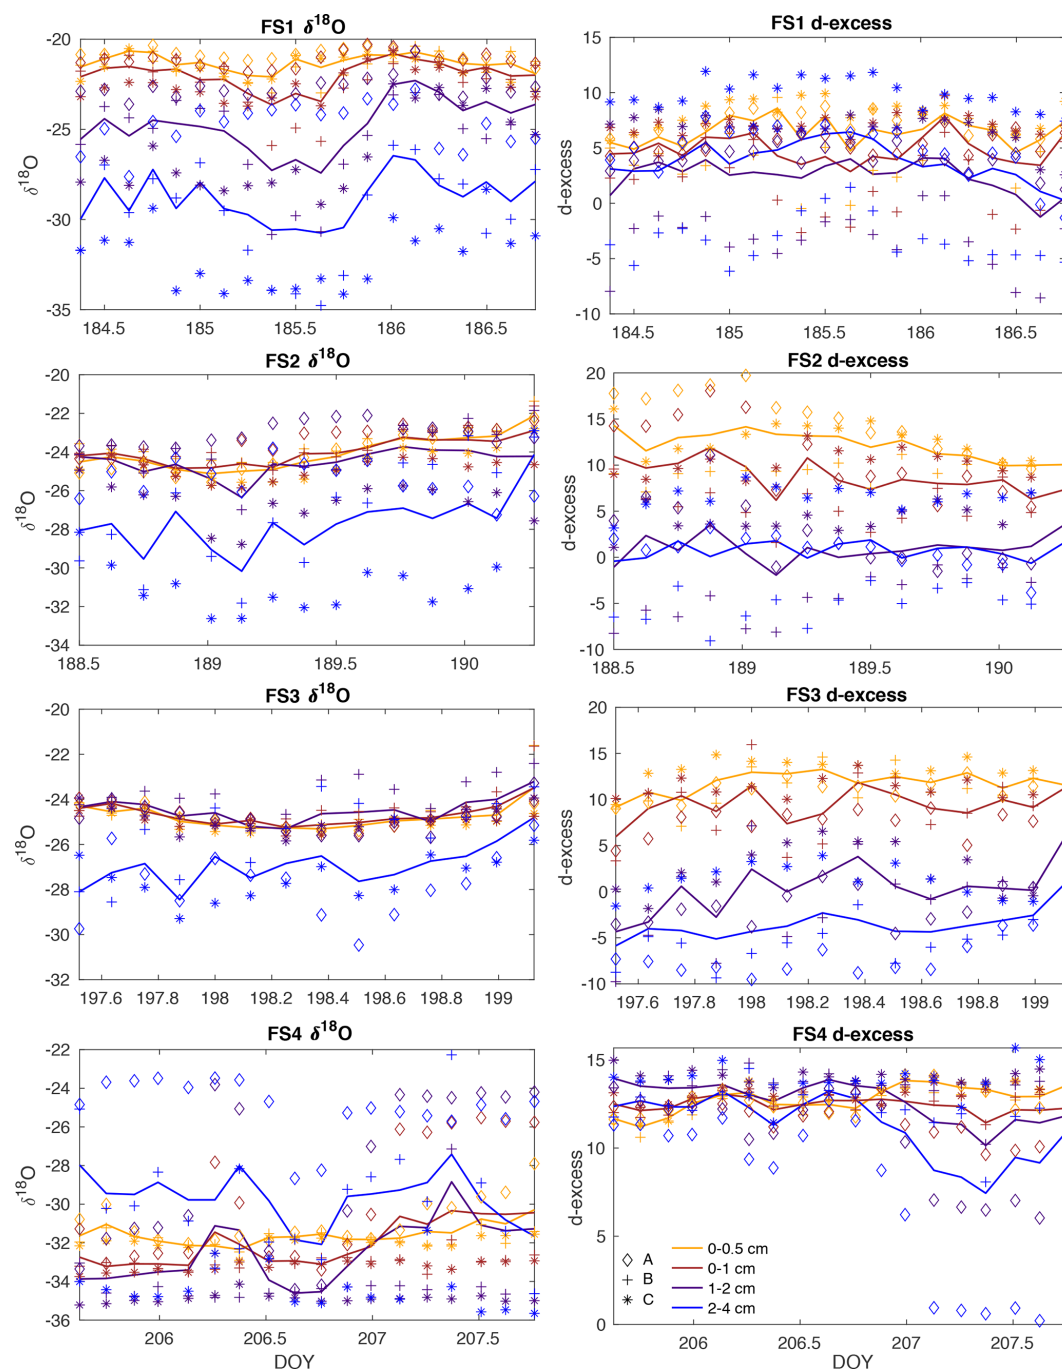 FS1 δ18O
-20
-25
-30
-35
δ18O
184.5 185 185.5 186 186.5
FS1 d-excess
15
10
5
0
-5
-10
d-excess
184.5 185 185.5 186 186.5
FS2 δ18O
-20
-22
-24
-26
-28
-30
-32
-34
δ18O
188.5 189 189.5 190
FS2 d-excess
20
15
10
5
0
-5
-10
d-excess
188.5 189 189.5 190
FS3 δ18O
-20
-22
-24
-26
-28
-30
-32
δ18O
197.6 197.8 198 198.2 198.4 198.6 198.8 199
FS3 d-excess
20
15
10
5
0
-5
-10
d-excess
197.6 197.8 198 198.2 198.4 198.6 198.8 199
FS4 δ18O
-22
-24
-26
-28
-30
-32
-34
-36
δ18O
206 206.5 207 207.5
DOY
FS4 d-excess
15
10
5
0
d-excess
A
B
C
0-0.5 cm
0-1 cm
1-2 cm
2-4 cm
206 206.5 207 207.5
DOY